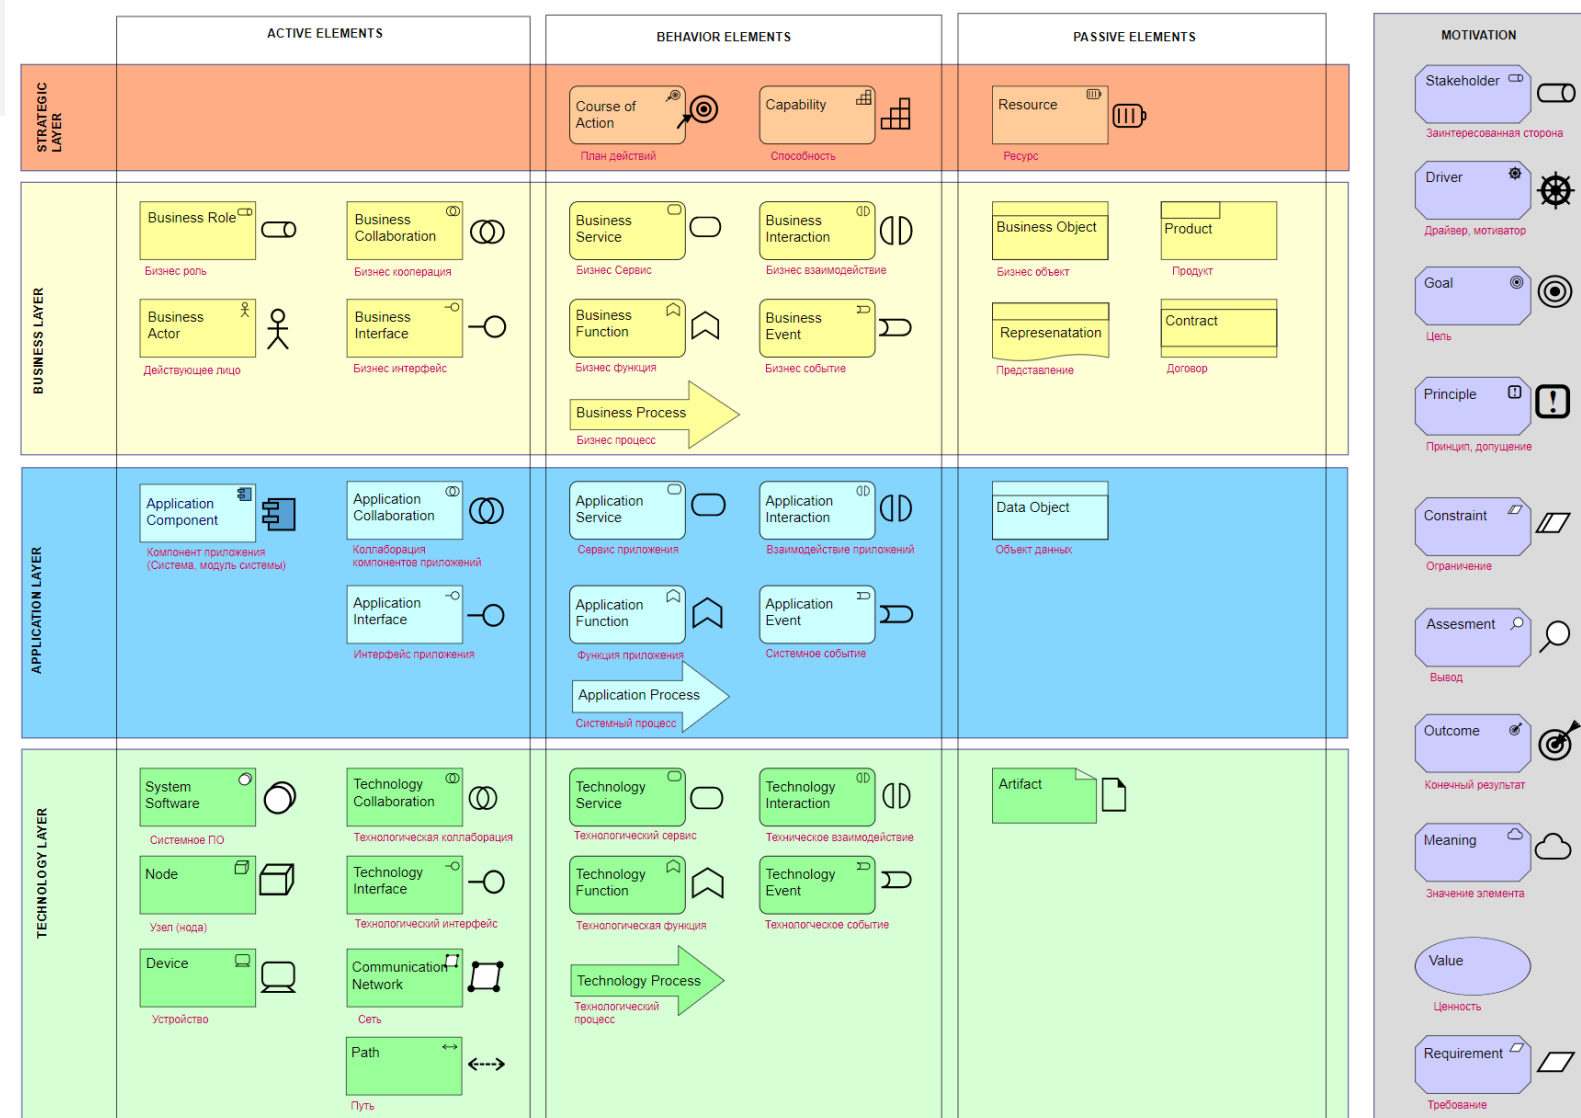 ACTIVE ELEMENTS
BEHAVIOR ELEMENTS
PASSIVE ELEMENTS
MOTIVATION
STRATEGIC
LAYER
Course of
Action
План действий
Capability
Способность
Resource
Ресурс
BUSINESS LAYER
Business Role
Бизнес роль
Business
Collaboration
Бизнес кооперация
Business
Service
Бизнес Сервис
Business
Interaction
Бизнес взаимодействие
Business Object
Бизнес объект
Product
Продукт
Business
Actor
Действующее лицо
Business
Interface
Бизнес интерфейс
Business
Function
Бизнес функция
Business
Event
Бизнес событие
Represenatation
Представление
Contract
Договор
Business Process
Бизнес процесс
APPLICATION LAYER
Application
Component
Компонент приложения
(Система, модуль системы)
Application
Collaboration
Коллаборация
компонентов приложений
Application
Service
Сервис приложения
Application
Interaction
Взаимодействие приложений
Data Object
Объект данных
Application
Interface
Интерфейс приложения
Application
Function
Функция приложения
Application
Event
Системное событие
Application Process
Системный процесс
TECHNOLOGY LAYER
System
Software
Системное ПО
Technology
Collaboration
Технологическая коллаборация
Technology
Service
Технологический сервис
Technology
Interaction
Техническое взаимодействие
Artifact
Node
Узел (нода)
Technology
Interface
Технологический интерфейс
Technology
Function
Технологическая функция
Technology
Event
Технологчекое событие
Device
Устройство
Communication
Network
Сеть
Technology Process
Технологический
процесс
Path
Путь
Stakeholder
Заинтересованная сторона
Driver
Драйвер, мотиватор
Goal
Цель
Principle
Принцип, допущение
Constraint
Ограничение
Assesment
Вывод
Outcome
Конечный результат
Meaning
Значение элемента
Value
Ценность
Requirement
Требование